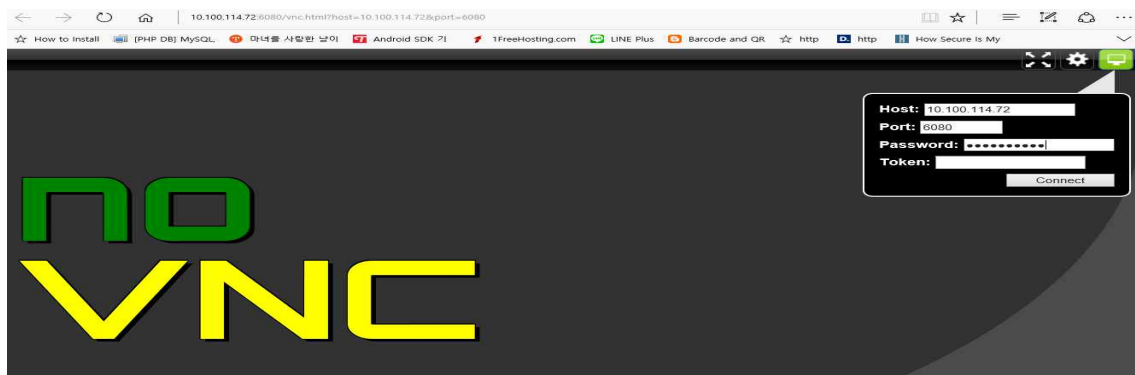 10.100.114.72:6080/vnc.html?host=10.100.114.72&port=6080
How to Install [PHP DB] MySQL, 마녀를 사랑한 남이 Android SDK 기 1FreeHosting.com LINE Plus Barcode and QR http D. http H How Secure Is My
Host: 10.100.114.72
Port: 6080
Password: ●●●●●●●●●●
Token:
Connect
no
VNC